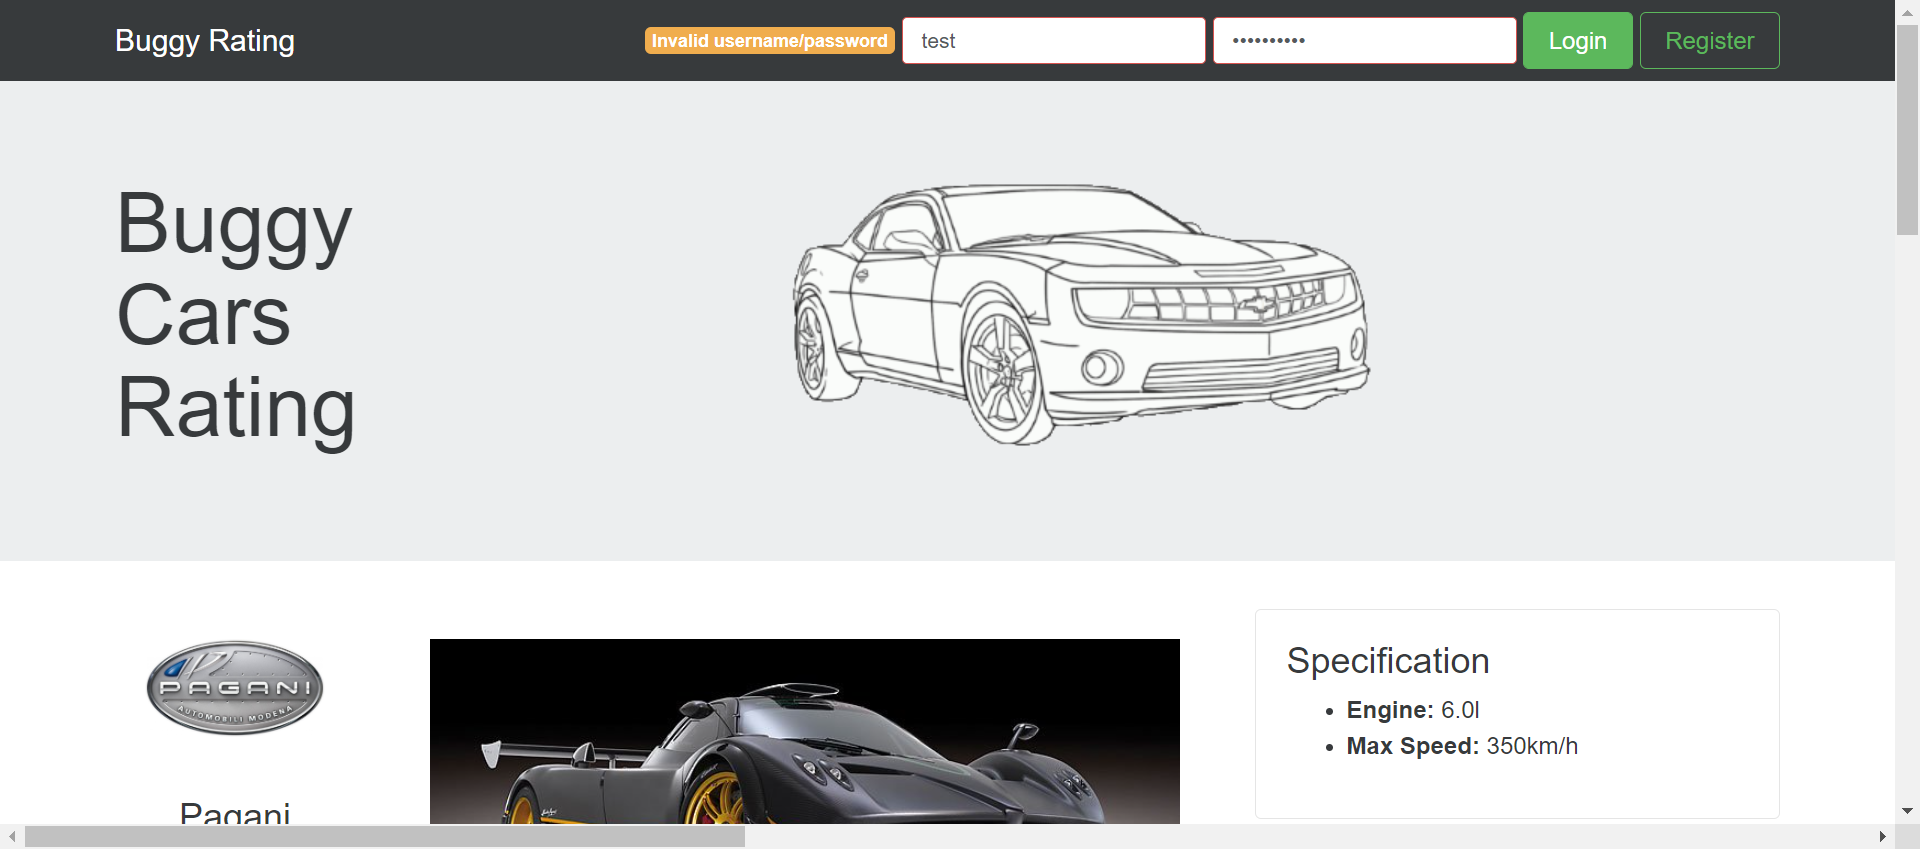 Buggy Rating
Invalid username/password
test
••••••••••
Login
Register
Buggy
Cars
Rating
PAGANI
AUTOMOBILI MODENA
Pagani
Specification
• Engine: 6.0l
• Max Speed: 350km/h